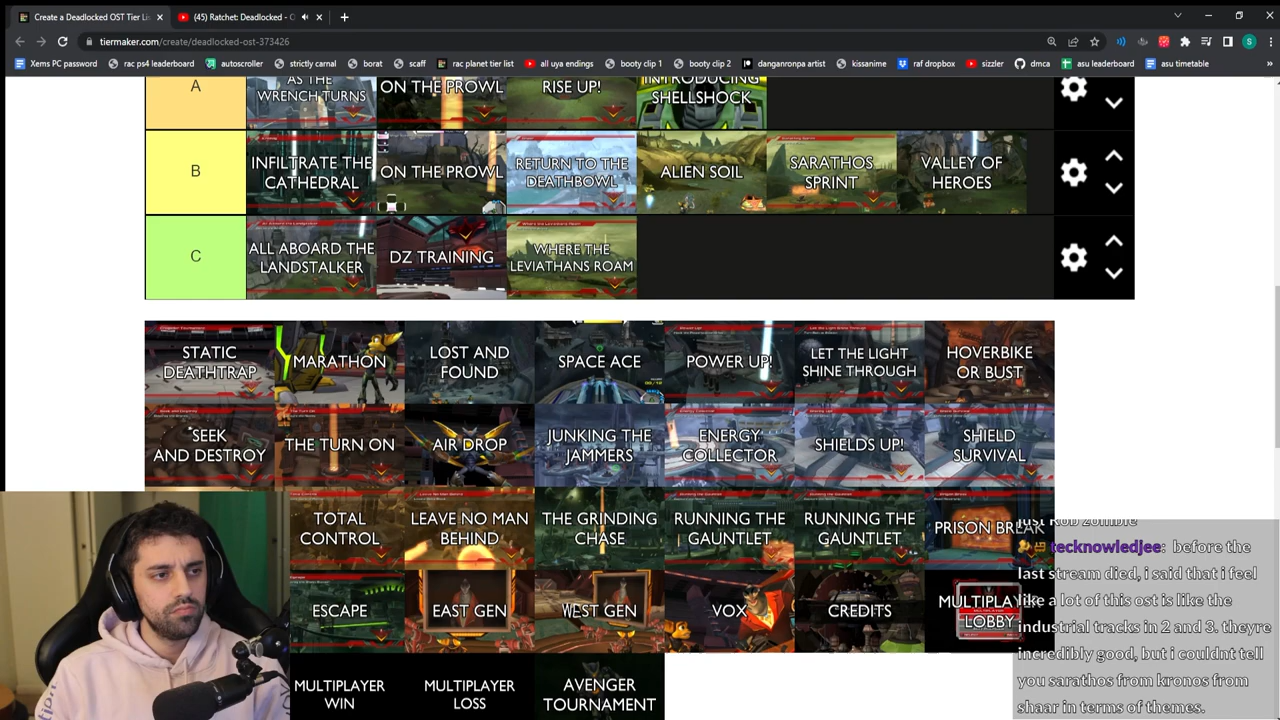 Create a Deadlocked OST Tier Lis
(45) Ratchet: Deadlocked - O
tiermaker.com/create/deadlocked-ost-373426
Xems PC password
rac ps4 leaderboard
autoscroller
strictly carnal
borat
scaff
rac planet tier list
all uya endings
booty clip 1
booty clip 2
danganronpa artist
kissanime
raf dropbox
sizzler
dmca
asu leaderboard
asu timetable
A
AS THE
WRENCH TURNS
ON THE PROWL
RISE UP!
INTRODUCING
SHELLSHOCK
B
INFILTRATE THE
CATHEDRAL
ON THE PROWL
RETURN TO THE
DEATHBOWL
ALIEN SOIL
SARATHOS
SPRINT
VALLEY OF
HEROES
C
ALL ABOARD THE
LANDSTALKER
DZ TRAINING
WHERE THE
LEVIATHANS ROAM
STATIC
DEATHTRAP
MARATHON
LOST AND
FOUND
SPACE ACE
POWER UP!
LET THE LIGHT
SHINE THROUGH
HOVERBIKE
OR BUST
SEEK
AND DESTROY
THE TURN ON
AIR DROP
JUNKING THE
JAMMERS
ENERGY
COLLECTOR
SHIELDS UP!
SHIELD
SURVIVAL
TOTAL
CONTROL
LEAVE NO MAN
BEHIND
THE GRINDING
CHASE
RUNNING THE
GAUNTLET
RUNNING THE
GAUNTLET
PRISON BREAK
ESCAPE
EAST GEN
WEST GEN
VOX
CREDITS
MULTIPLAYER
LOBBY
MULTIPLAYER
WIN
MULTIPLAYER
LOSS
AVENGER
TOURNAMENT
just Rob Zombie
tecknowledjee: before the
last stream died, i said that i feel
like a lot of this ost is like the
industrial tracks in 2 and 3. theyre
incredibly good, but i couldnt tell
you sarathos from kronos from
shaar in terms of themes.